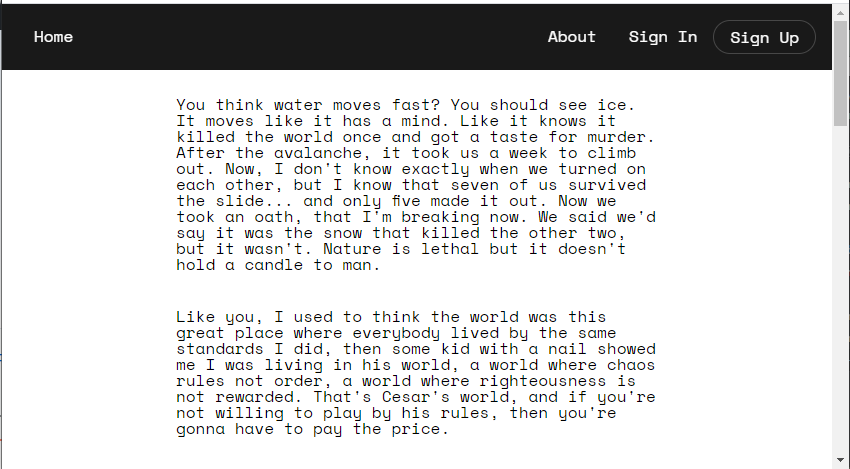 Home About Sign In Sign Up
You think water moves fast? You should see ice.
It moves like it has a mind. Like it knows it
killed the world once and got a taste for murder.
After the avalanche, it took us a week to climb
out. Now, I don't know exactly when we turned on
each other, but I know that seven of us survived
the slide... and only five made it out. Now we
took an oath, that I'm breaking now. We said we'd
say it was the snow that killed the other two,
but it wasn't. Nature is lethal but it doesn't
hold a candle to man.
Like you, I used to think the world was this
great place where everybody lived by the same
standards I did, then some kid with a nail showed
me I was living in his world, a world where chaos
rules not order, a world where righteousness is
not rewarded. That's Cesar's world, and if you're
not willing to play by his rules, then you're
gonna have to pay the price.